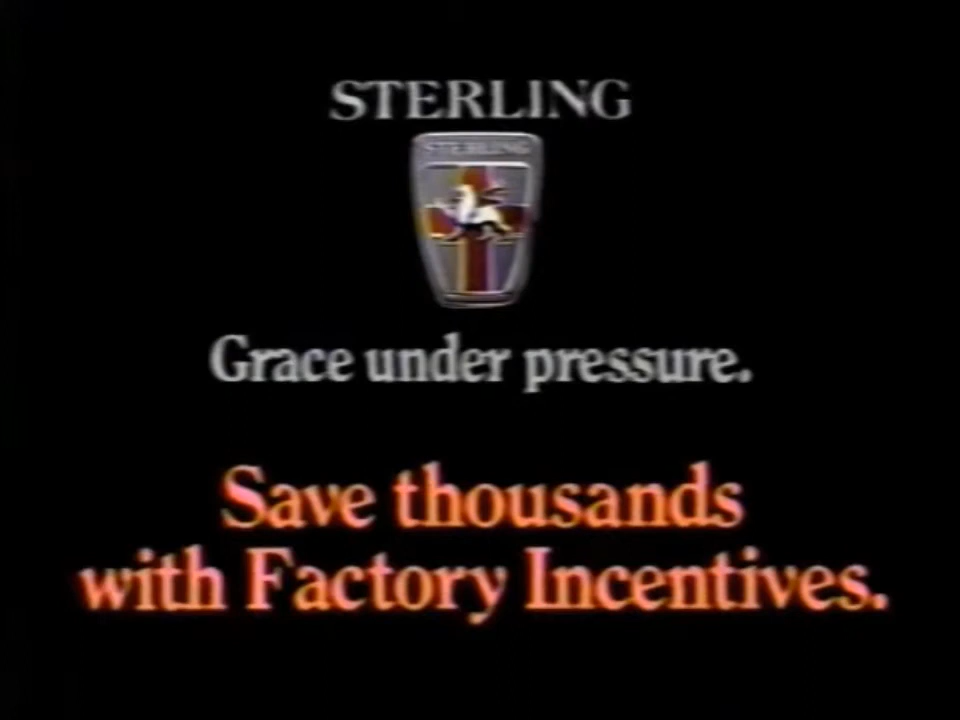 STERLING
STERLING
Grace under pressure.
Save thousands
with Factory Incentives.